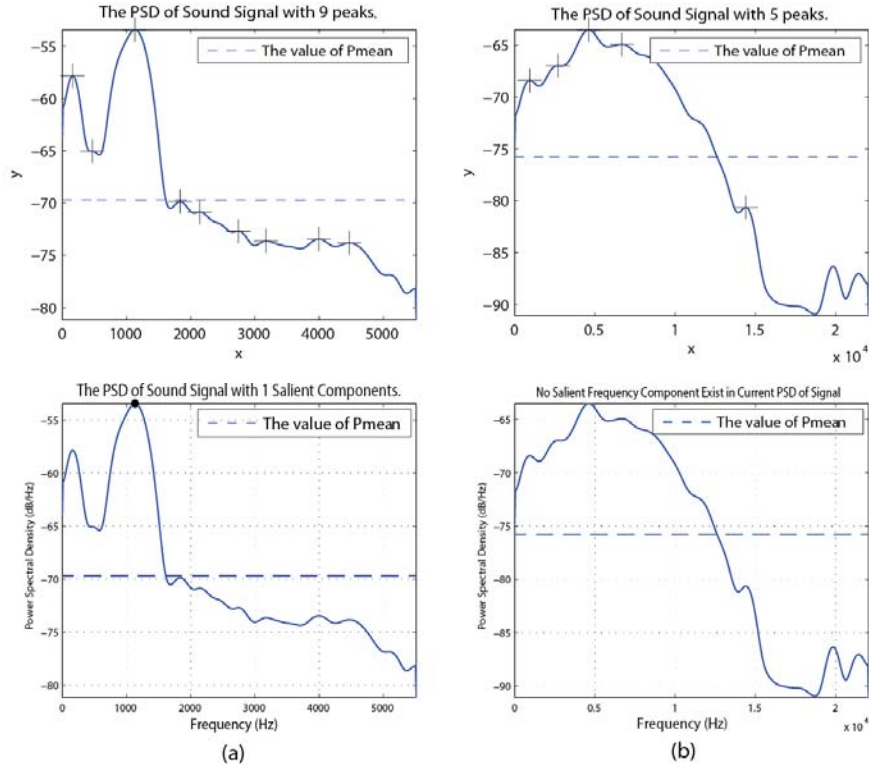 The PSD of Sound Signal with 9 peaks.
The value of Pmean
−55
−60
−65
−70
−75
−80
y
0 1000 2000 3000 4000 5000
x
The PSD of Sound Signal with 5 peaks.
The value of Pmean
−65
−70
−75
−80
−85
−90
y
0 0.5 1 1.5 2
x
× 10^4
The PSD of Sound Signal with 1 Salient Components.
The value of Pmean
−55
−60
−65
−70
−75
−80
Power Spectral Density (dB/Hz)
0 1000 2000 3000 4000 5000
Frequency (Hz)
(a)
No Salient Frequency Component Exist in Current PSD of Signal
The value of Pmean
−65
−70
−75
−80
−85
−90
Power Spectral Density (dB/Hz)
0 0.5 1 1.5 2
Frequency (Hz)
× 10^4
(b)